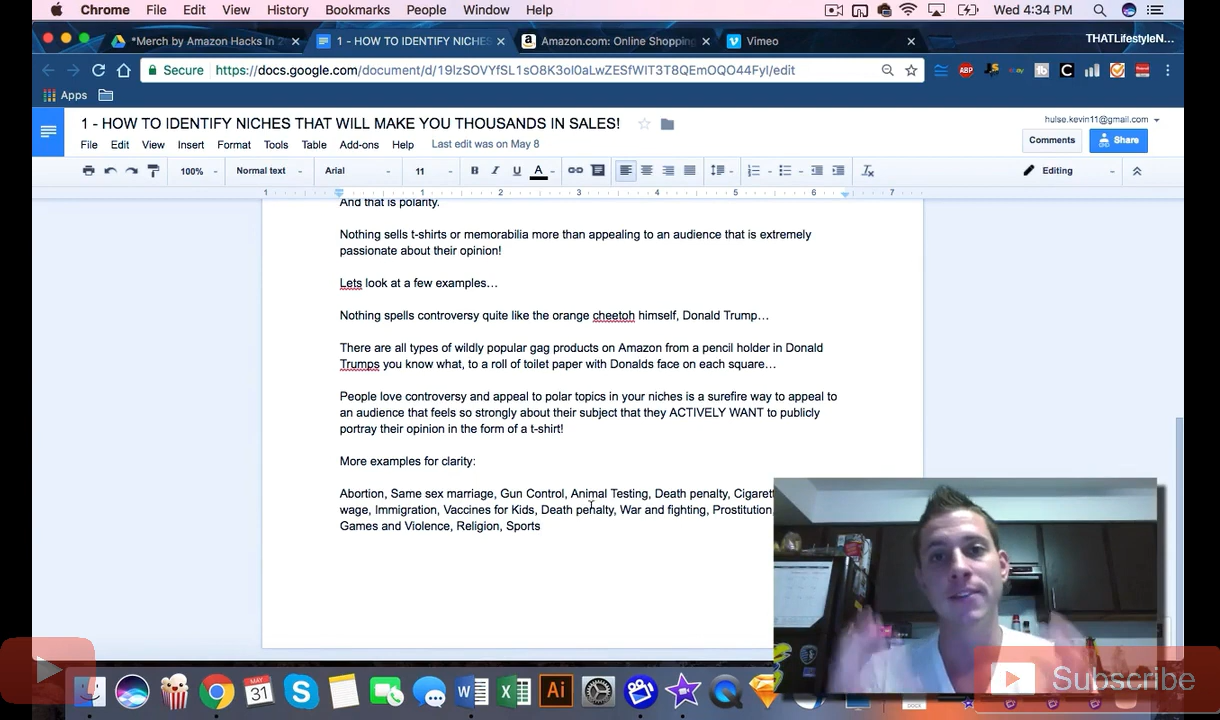 Chrome File Edit View History Bookmarks People Window Help Wed 4:34 PM
*Merch by Amazon Hacks In 2 1 - HOW TO IDENTIFY NICHES Amazon.com: Online Shopping Vimeo THATLifestyleN...
Secure https://docs.google.com/document/d/19IzSOVYfSL1sO8K3ol0aLwZESfWIT3T8QEmOQO44FyI/edit
Apps
1 - HOW TO IDENTIFY NICHES THAT WILL MAKE YOU THOUSANDS IN SALES! hulse.kevin11@gmail.com
File Edit View Insert Format Tools Table Add-ons Help Last edit was on May 8 Comments Share
100% Normal text Arial 11 B I U A Editing
1 1 2 3 4 5 6 7
And that is polarity.
Nothing sells t-shirts or memorabilia more than appealing to an audience that is extremely
passionate about their opinion!
Lets look at a few examples…
Nothing spells controversy quite like the orange cheetoh himself, Donald Trump…
There are all types of wildly popular gag products on Amazon from a pencil holder in Donald
Trumps you know what, to a roll of toilet paper with Donalds face on each square…
People love controversy and appeal to polar topics in your niches is a surefire way to appeal to
an audience that feels so strongly about their subject that they ACTIVELY WANT to publicly
portray their opinion in the form of a t-shirt!
More examples for clarity:
Abortion, Same sex marriage, Gun Control, Animal Testing, Death penalty, Cigarett
wage, Immigration, Vaccines for Kids, Death penalty, War and fighting, Prostitution,
Games and Violence, Religion, Sports
MAY
31
Subscribe